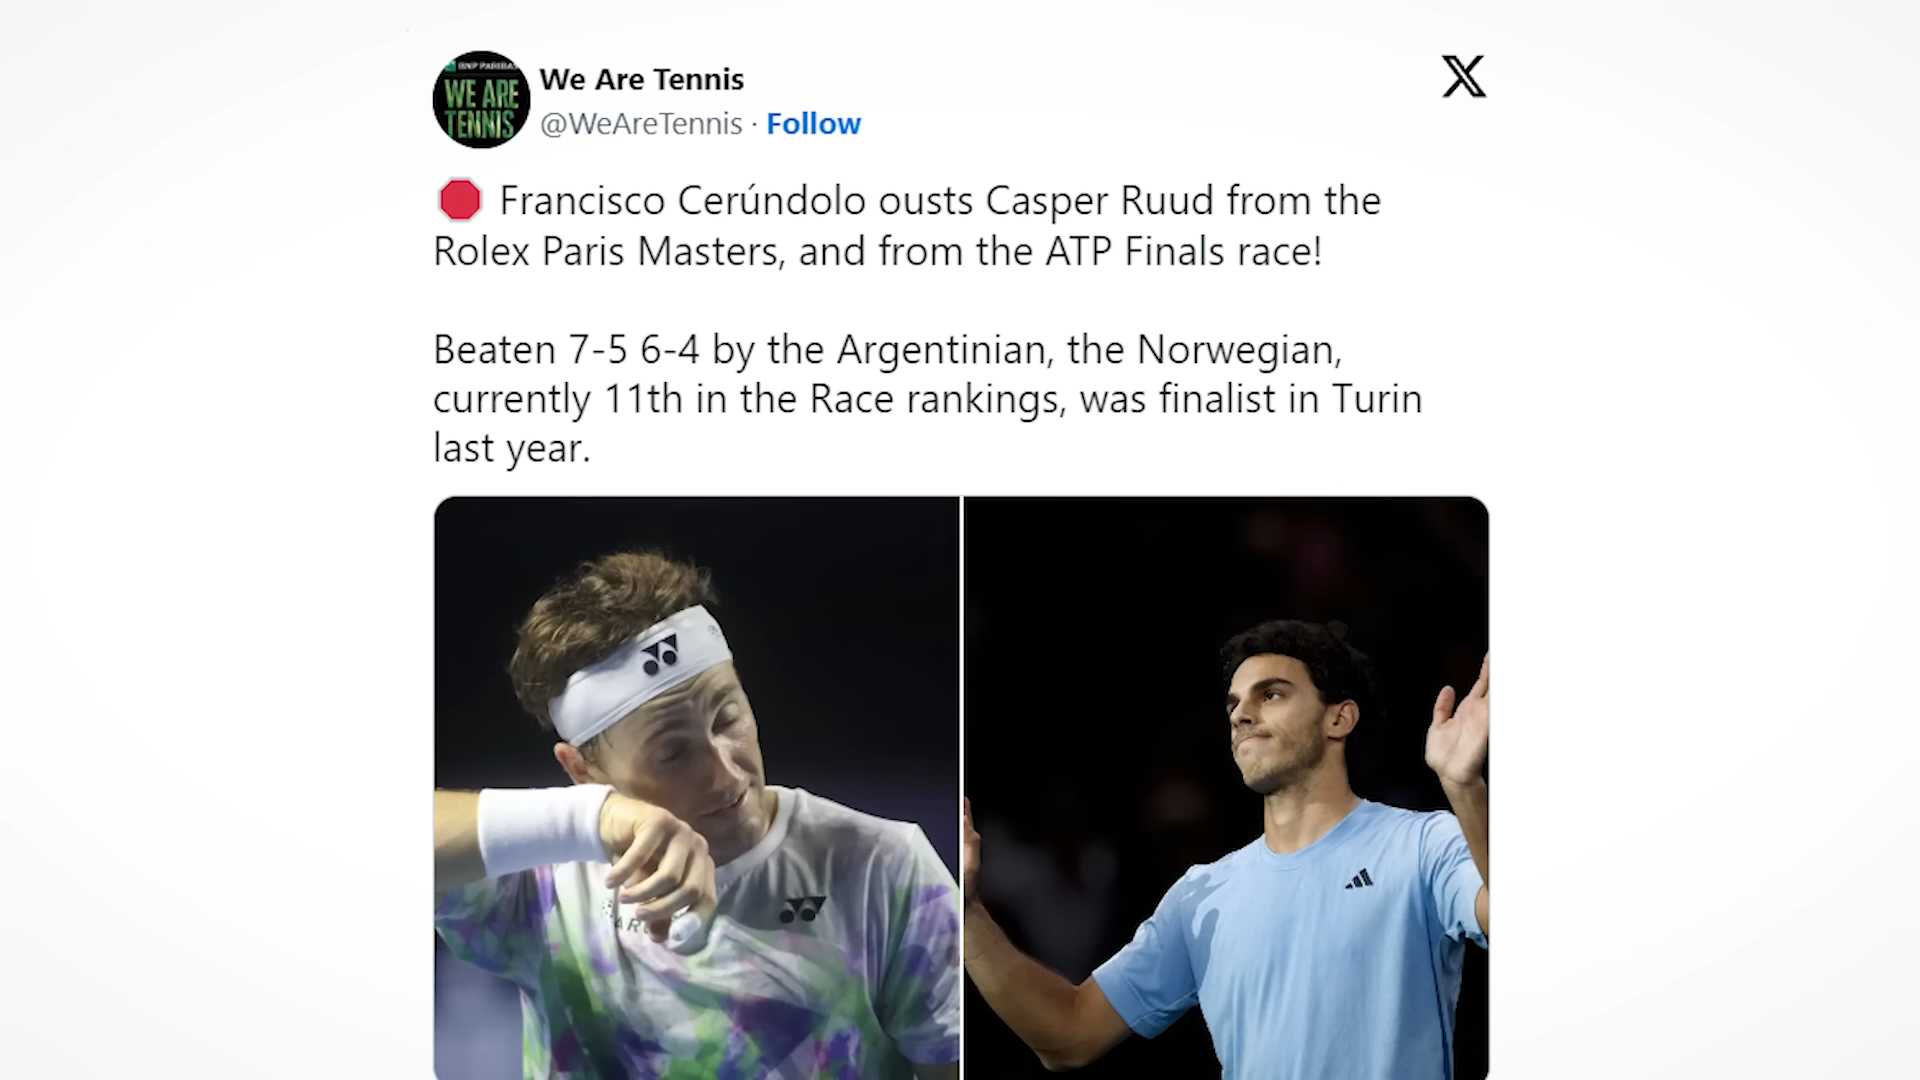 BNP PARIBAS
WE ARE
TENNIS
We Are Tennis
@WeAreTennis · Follow
🛑 Francisco Cerúndolo ousts Casper Ruud from the
Rolex Paris Masters, and from the ATP Finals race!
Beaten 7-5 6-4 by the Argentinian, the Norwegian,
currently 11th in the Race rankings, was finalist in Turin
last year.